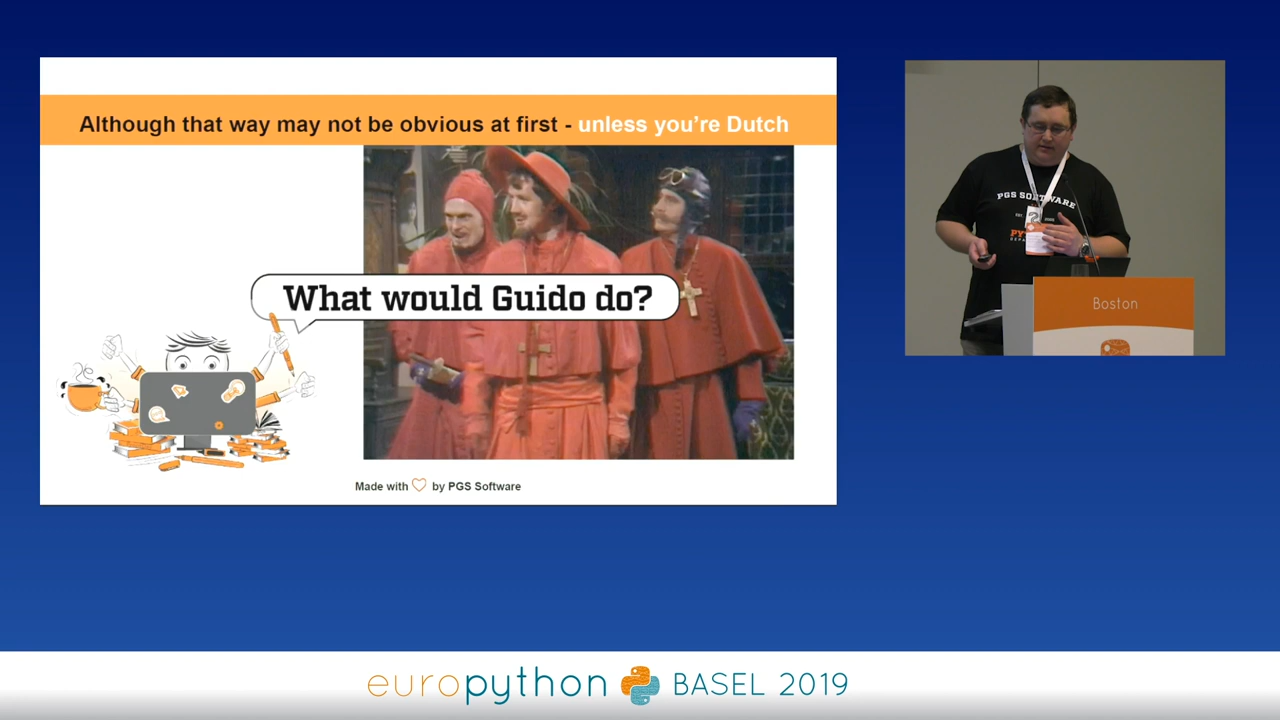 Although that way may not be obvious at first - unless you're Dutch
What would Guido do?
Made with by PGS Software
PGS SOFTWARE
Boston
europython BASEL 2019